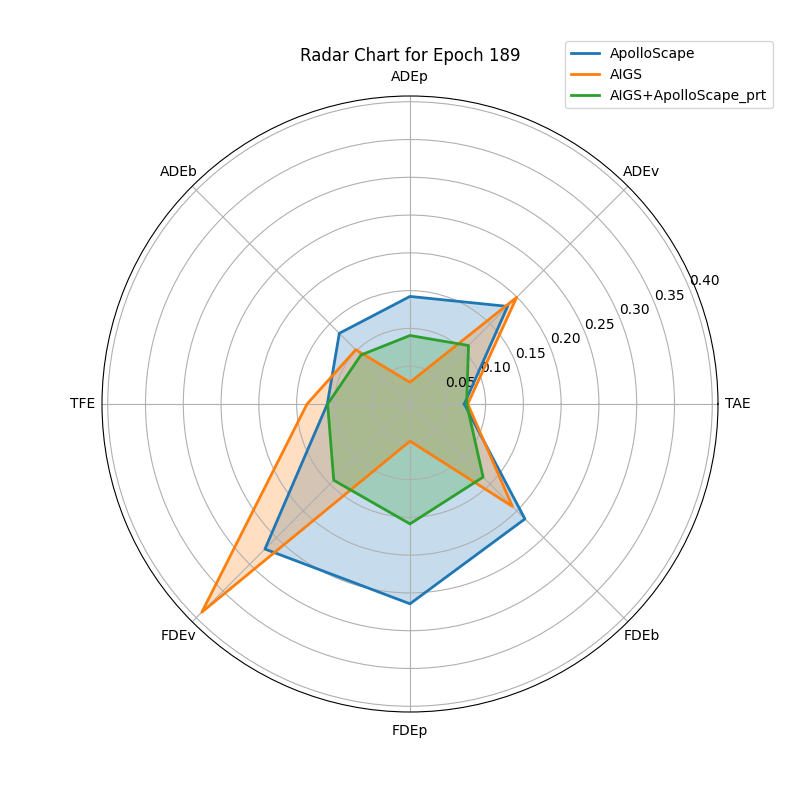 Radar Chart for Epoch 189
ApolloScape
AIGS
AIGS+ApolloScape_prt
ADEp
ADEb
ADEv
0.40
0.35
0.30
0.25
0.20
0.15
0.10
0.05
TFE
TAE
FDEv
FDEb
FDEp